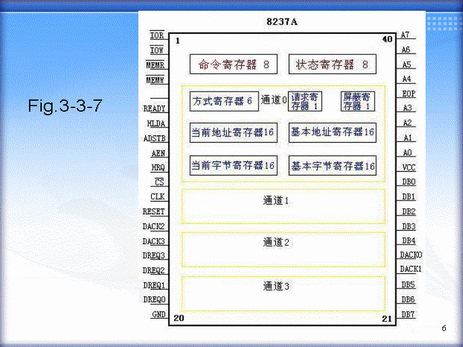 8237A
1
40
IOR
IOW
MEMR
MEMW
READY
HLDA
ADSTB
AEN
HRQ
CS
CLK
RESET
DACK2
DACK3
DREQ3
DREQ2
DREQ1
DREQ0
GND
Fig.3-3-7
命令寄存器 8
状态寄存器 8
方式寄存器6
通道0
请求寄
存器 1
屏蔽寄
存器 1
当前地址寄存器16
基本地址寄存器16
当前字节寄存器16
基本字节寄存器16
通道1
通道2
通道3
20
21
A7
A6
A5
A4
EOP
A3
A2
A1
A0
VCC
DB0
DB1
DB2
DB3
DB4
DACK0
DACK1
DB5
DB6
DB7
6